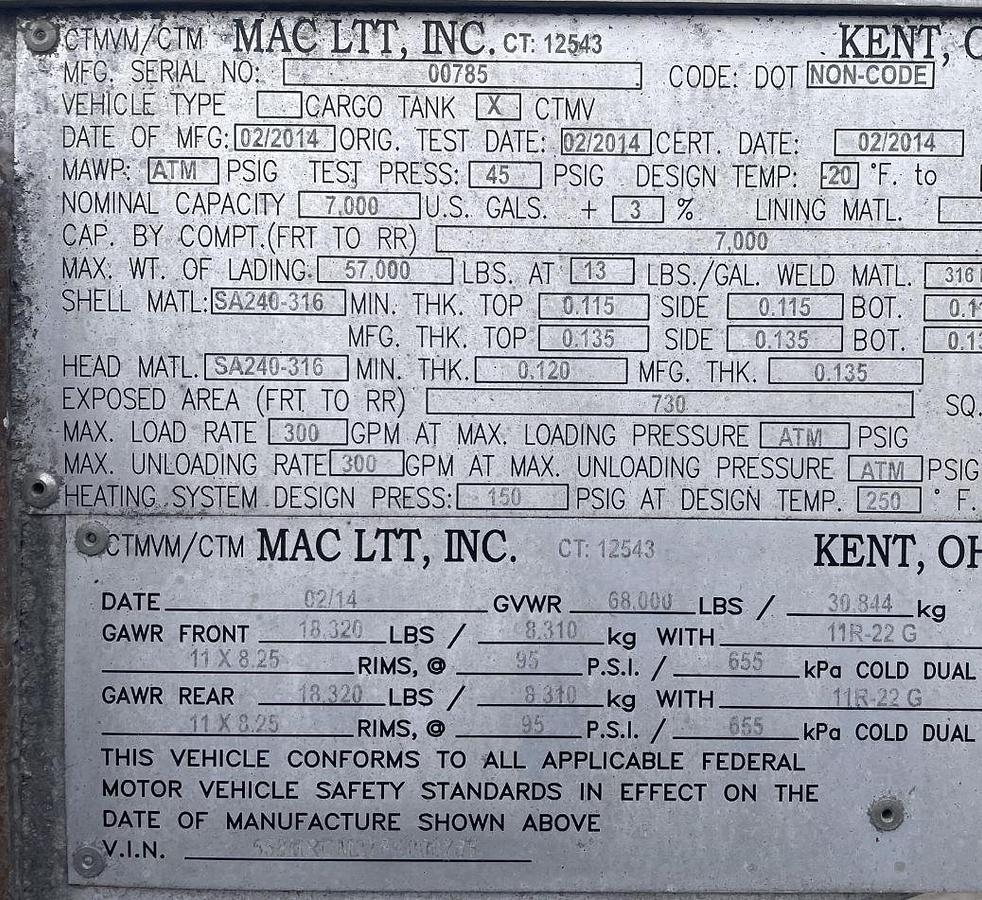 CTMVM/CTM MAC LTT, INC. CT: 12543 KENT, O
MFG. SERIAL NO: 00785 CODE: DOT NON-CODE
VEHICLE TYPE CARGO TANK X CTMV
DATE OF MFG: 02/2014 ORIG. TEST DATE: 02/2014 CERT. DATE: 02/2014
MAWP: ATM PSIG TEST PRESS: 45 PSIG DESIGN TEMP: -20 °F. to
NOMINAL CAPACITY 7,000 U.S. GALS. + 3 % LINING MATL.
CAP. BY COMPT.(FRT TO RR) 7,000
MAX. WT. OF LADING. 57,000 LBS. AT 13 LBS./GAL. WELD MATL. 316
SHELL MATL: SA240-316 MIN. THK. TOP 0.115 SIDE 0.115 BOT. 0.11
MFG. THK. TOP 0.135 SIDE 0.135 BOT. 0.13
HEAD MATL. SA240-316 MIN. THK. 0.120 MFG. THK. 0.135
EXPOSED AREA (FRT TO RR) 730 SQ.
MAX. LOAD RATE 300 GPM AT MAX. LOADING PRESSURE ATM PSIG
MAX. UNLOADING RATE 300 GPM AT MAX. UNLOADING PRESSURE ATM PSIG
HEATING SYSTEM DESIGN PRESS: 150 PSIG AT DESIGN TEMP. 250 ° F.
CTMVM/CTM MAC LTT, INC. CT: 12543 KENT, OH
DATE 02/14 GVWR 68,000 LBS / 30,844 kg
GAWR FRONT 18,320 LBS / 8,310 kg WITH 11R-22 G
11 X 8.25 RIMS, @ 95 P.S.I. / 655 kPa COLD DUAL
GAWR REAR 18,320 LBS / 8,310 kg WITH 11R-22 G
11 X 8.25 RIMS, @ 95 P.S.I. / 655 kPa COLD DUAL
THIS VEHICLE CONFORMS TO ALL APPLICABLE FEDERAL
MOTOR VEHICLE SAFETY STANDARDS IN EFFECT ON THE
DATE OF MANUFACTURE SHOWN ABOVE
V.I.N.